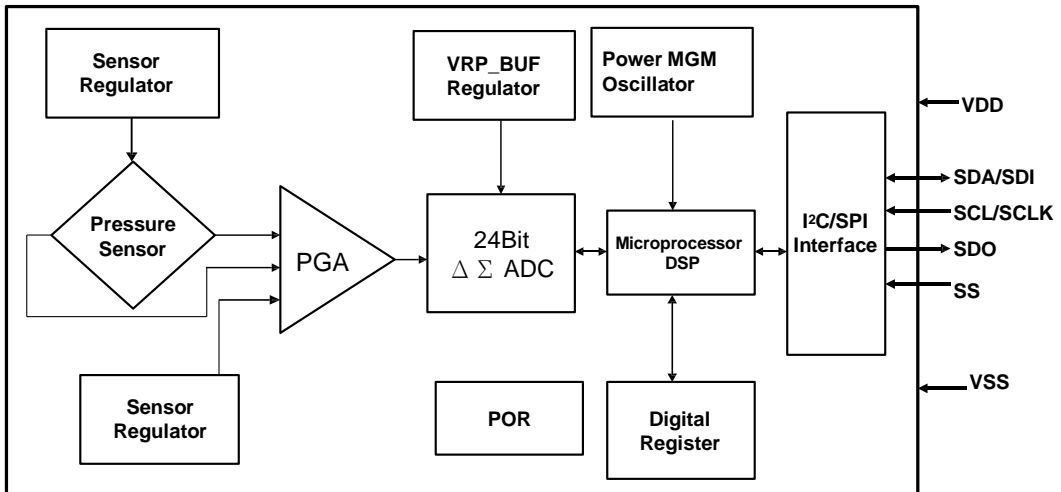 Sensor
Regulator
VRP_BUF
Regulator
Power MGM
Oscillator
VDD
Pressure
Sensor
PGA
24Bit
Δ Σ ADC
Microprocessor
DSP
I²C/SPI
Interface
SDA/SDI
SCL/SCLK
SDO
SS
Sensor
Regulator
POR
Digital
Register
VSS